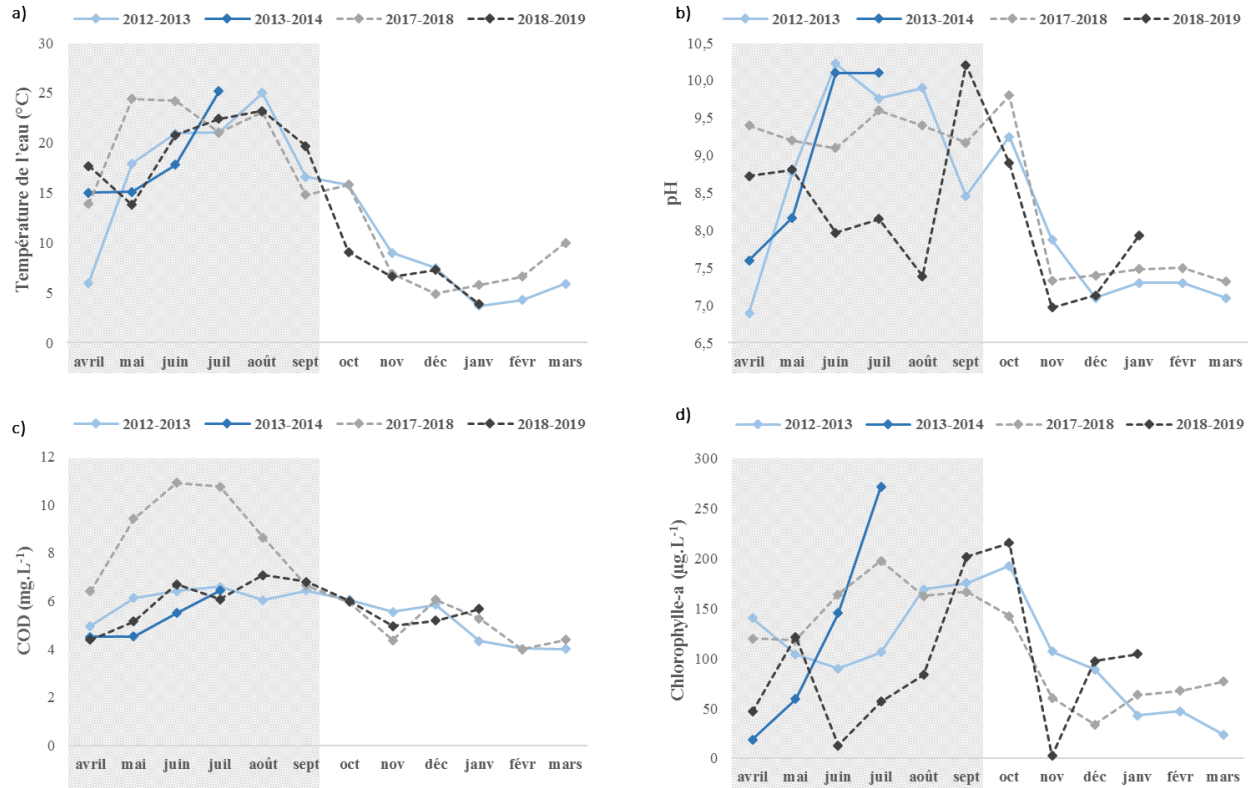 a)
2012-2013 2013-2014 2017-2018 2018-2019
Température de l'eau (°C)
30
25
20
15
10
5
0
avril mai juin juil août sept oct nov déc janv févr mars
b)
2012-2013 2013-2014 2017-2018 2018-2019
pH
10,5
10,0
9,5
9,0
8,5
8,0
7,5
7,0
6,5
avril mai juin juil août sept oct nov déc janv févr mars
c)
2012-2013 2013-2014 2017-2018 2018-2019
COD (mg.L-1)
12
10
8
6
4
2
0
avril mai juin juil août sept oct nov déc janv févr mars
d)
2012-2013 2013-2014 2017-2018 2018-2019
Chlorophylle-a (µg.L-1)
300
250
200
150
100
50
0
avril mai juin juil août sept oct nov déc janv févr mars